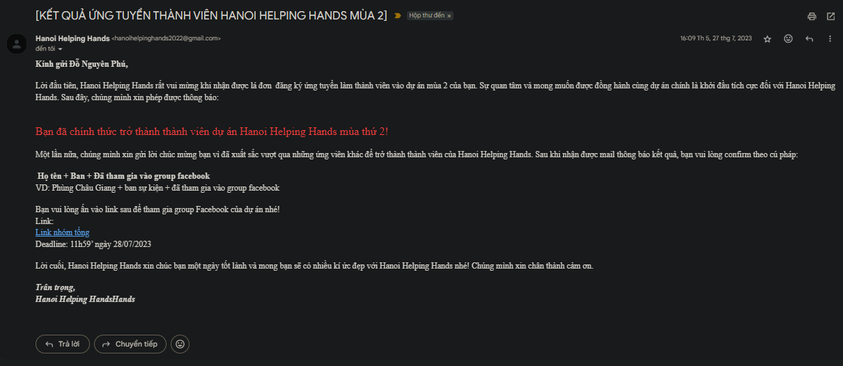 [KẾT QUẢ ỨNG TUYỂN THÀNH VIÊN HANOI HELPING HANDS MÙA 2]
Hộp thư đến ×
Hanoi Helping Hands <hanoihelpinghands2022@gmail.com>
16:09 Th 5, 27 thg 7, 2023
đến tôi
Kính gửi Đỗ Nguyên Phú,
Lời đầu tiên, Hanoi Helping Hands rất vui mừng khi nhận được lá đơn đăng ký ứng tuyển làm thành viên vào dự án mùa 2 của bạn. Sự quan tâm và mong muốn được đồng hành cùng dự án chính là khởi đầu tích cực đối với Hanoi Helping
Hands. Sau đây, chúng mình xin phép được thông báo:
Bạn đã chính thức trở thành thành viên dự án Hanoi Helping Hands mùa thứ 2!
Một lần nữa, chúng mình xin gửi lời chúc mừng bạn vì đã xuất sắc vượt qua những ứng viên khác để trở thành thành viên của Hanoi Helping Hands. Sau khi nhận được mail thông báo kết quả, bạn vui lòng confirm theo cú pháp:
Họ tên + Ban + Đã tham gia vào group facebook
VD: Phùng Châu Giang + ban sự kiện + đã tham gia vào group facebook
Bạn vui lòng ấn vào link sau để tham gia group Facebook của dự án nhé!
Link:
Link nhóm tổng
Deadline: 11h59’ ngày 28/07/2023
Lời cuối, Hanoi Helping Hands xin chúc bạn một ngày tốt lành và mong bạn sẽ có nhiều kí ức đẹp với Hanoi Helping Hands nhé! Chúng mình xin chân thành cảm ơn.
Trân trọng,
Hanoi Helping HandsHands
Trả lời
Chuyển tiếp